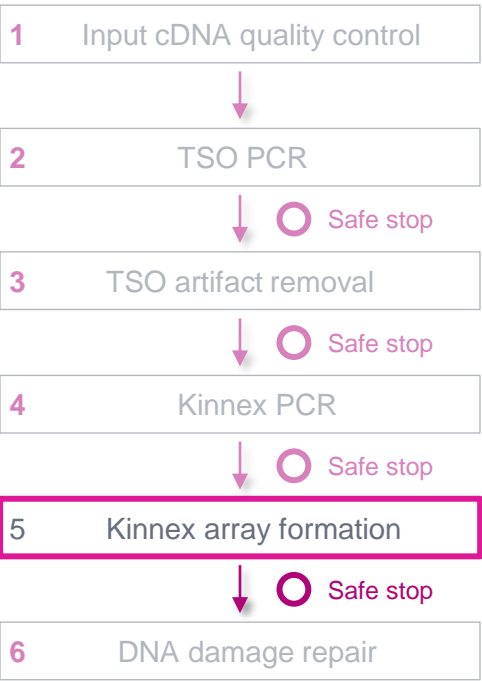 1 Input cDNA quality control
2 TSO PCR
Safe stop
3 TSO artifact removal
Safe stop
4 Kinnex PCR
Safe stop
5 Kinnex array formation
Safe stop
6 DNA damage repair